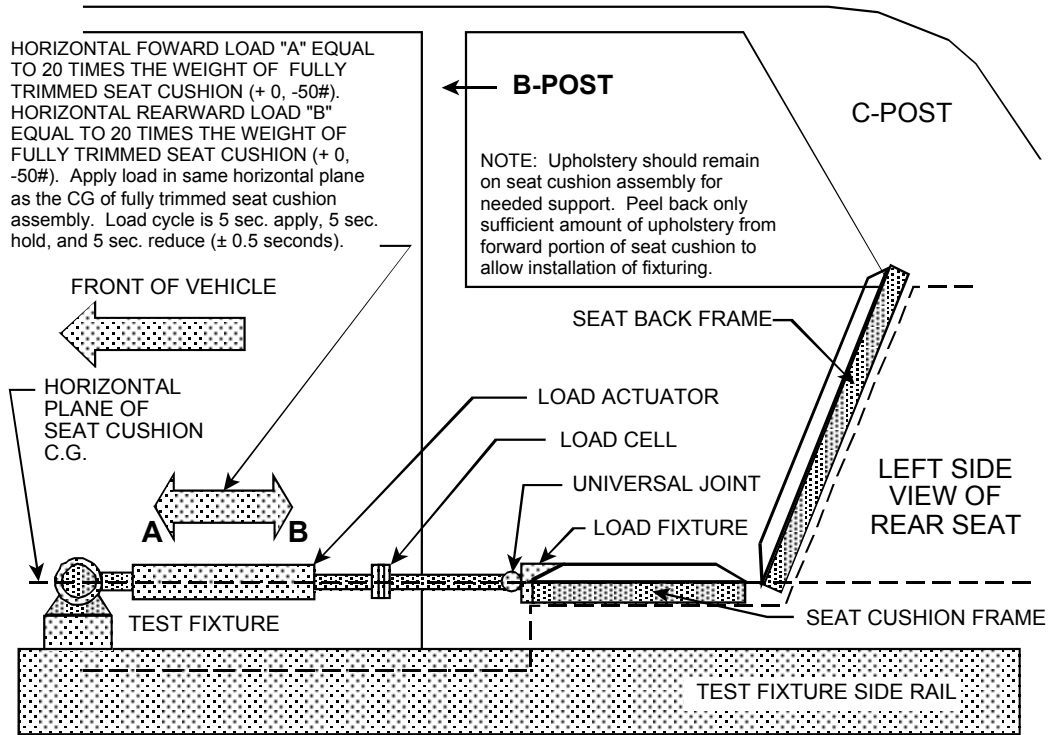 HORIZONTAL FOWARD LOAD "A" EQUAL
TO 20 TIMES THE WEIGHT OF FULLY
TRIMMED SEAT CUSHION (+ 0, -50#).
HORIZONTAL REARWARD LOAD "B"
EQUAL TO 20 TIMES THE WEIGHT OF
FULLY TRIMMED SEAT CUSHION (+ 0,
-50#). Apply load in same horizontal plane
as the CG of fully trimmed seat cushion
assembly. Load cycle is 5 sec. apply, 5 sec.
hold, and 5 sec. reduce (± 0.5 seconds).
B-POST
C-POST
NOTE: Upholstery should remain
on seat cushion assembly for
needed support. Peel back only
sufficient amount of upholstery from
forward portion of seat cushion to
allow installation of fixturing.
FRONT OF VEHICLE
SEAT BACK FRAME
HORIZONTAL
PLANE OF
SEAT CUSHION
C.G.
LOAD ACTUATOR
LOAD CELL
UNIVERSAL JOINT
LOAD FIXTURE
LEFT SIDE
VIEW OF
REAR SEAT
A
B
TEST FIXTURE
SEAT CUSHION FRAME
TEST FIXTURE SIDE RAIL